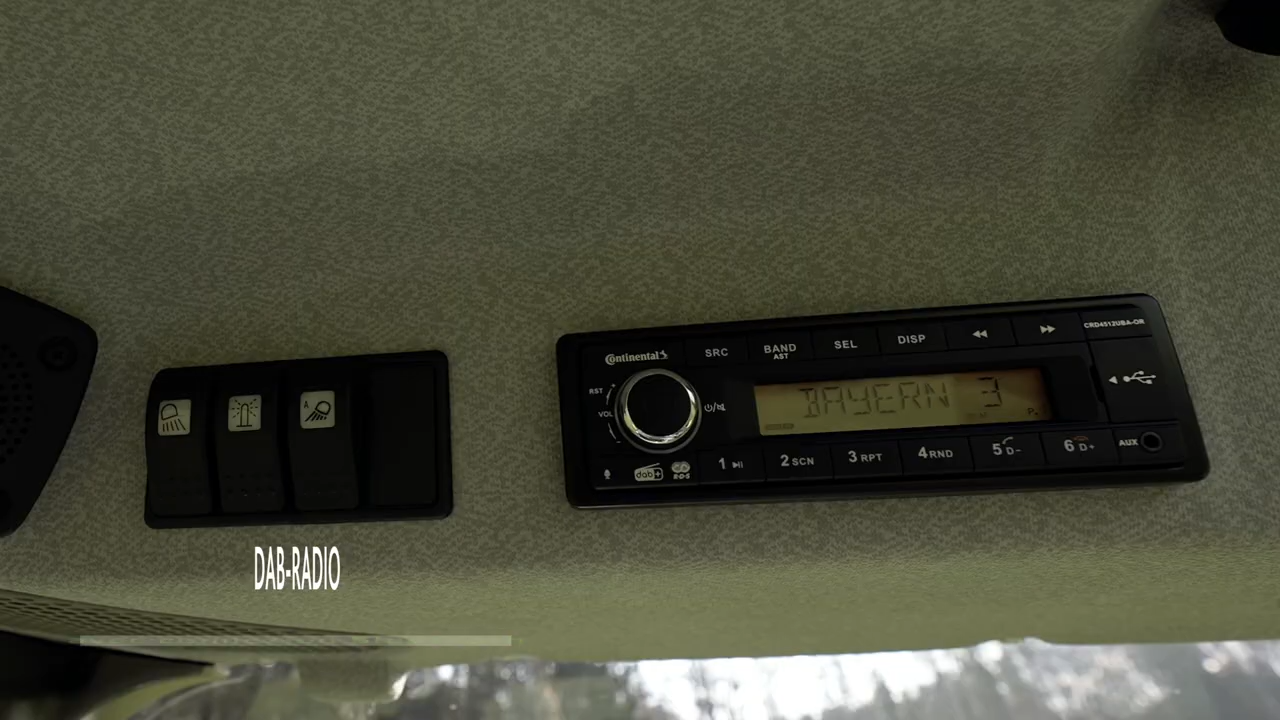 Continental
SRC
BAND
AST
SEL
DISP
CRD4512UBA-OR
RST
VOL
BAYERN 3
P.
dab+
R·D·S
1
2 SCN
3 RPT
4 RND
5 D-
6 D+
AUX
A
DAB-RADIO